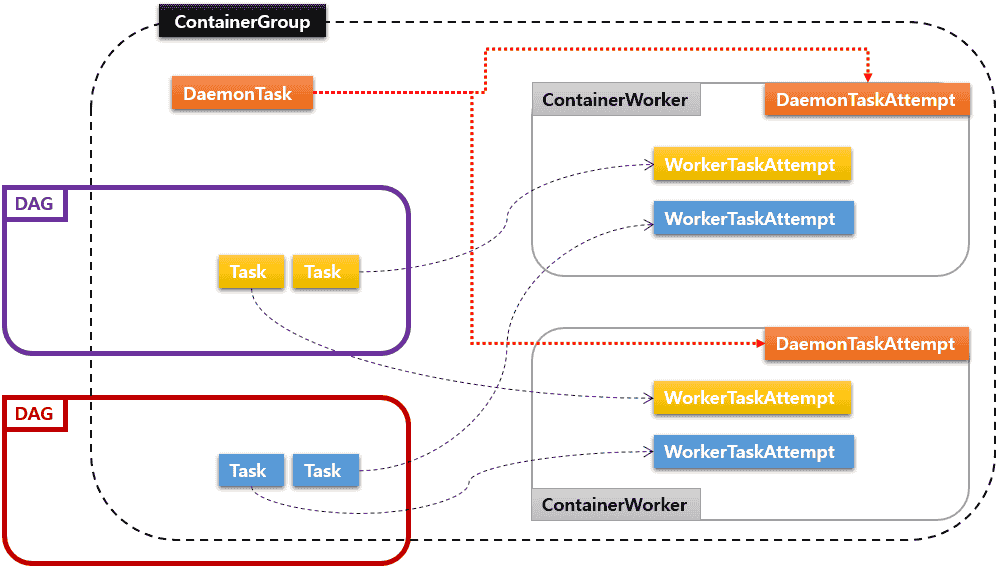 ContainerGroup
DaemonTask
ContainerWorker
DaemonTaskAttempt
WorkerTaskAttempt
WorkerTaskAttempt
DAG
Task
Task
DaemonTaskAttempt
WorkerTaskAttempt
WorkerTaskAttempt
ContainerWorker
DAG
Task
Task